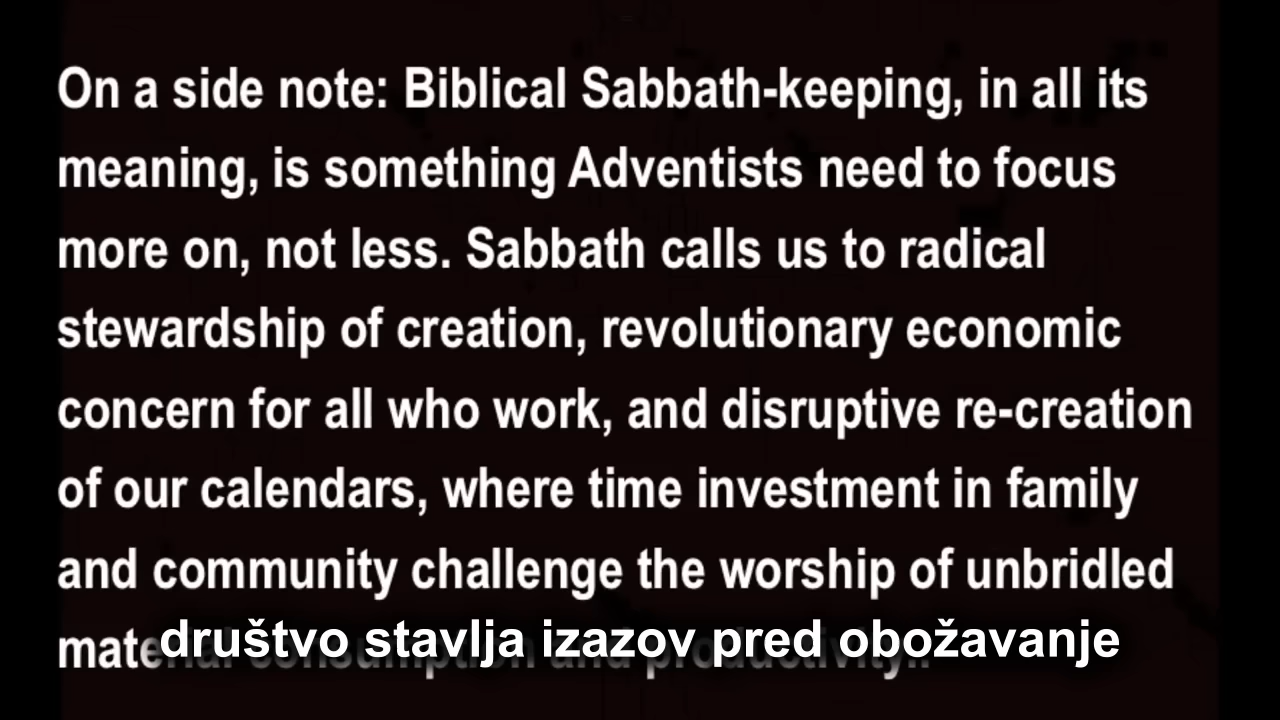 On a side note: Biblical Sabbath-keeping, in all its
meaning, is something Adventists need to focus
more on, not less. Sabbath calls us to radical
stewardship of creation, revolutionary economic
concern for all who work, and disruptive re-creation
of our calendars, where time investment in family
and community challenge the worship of unbridled
material consumption and productivity..
društvo stavlja izazov pred obožavanje